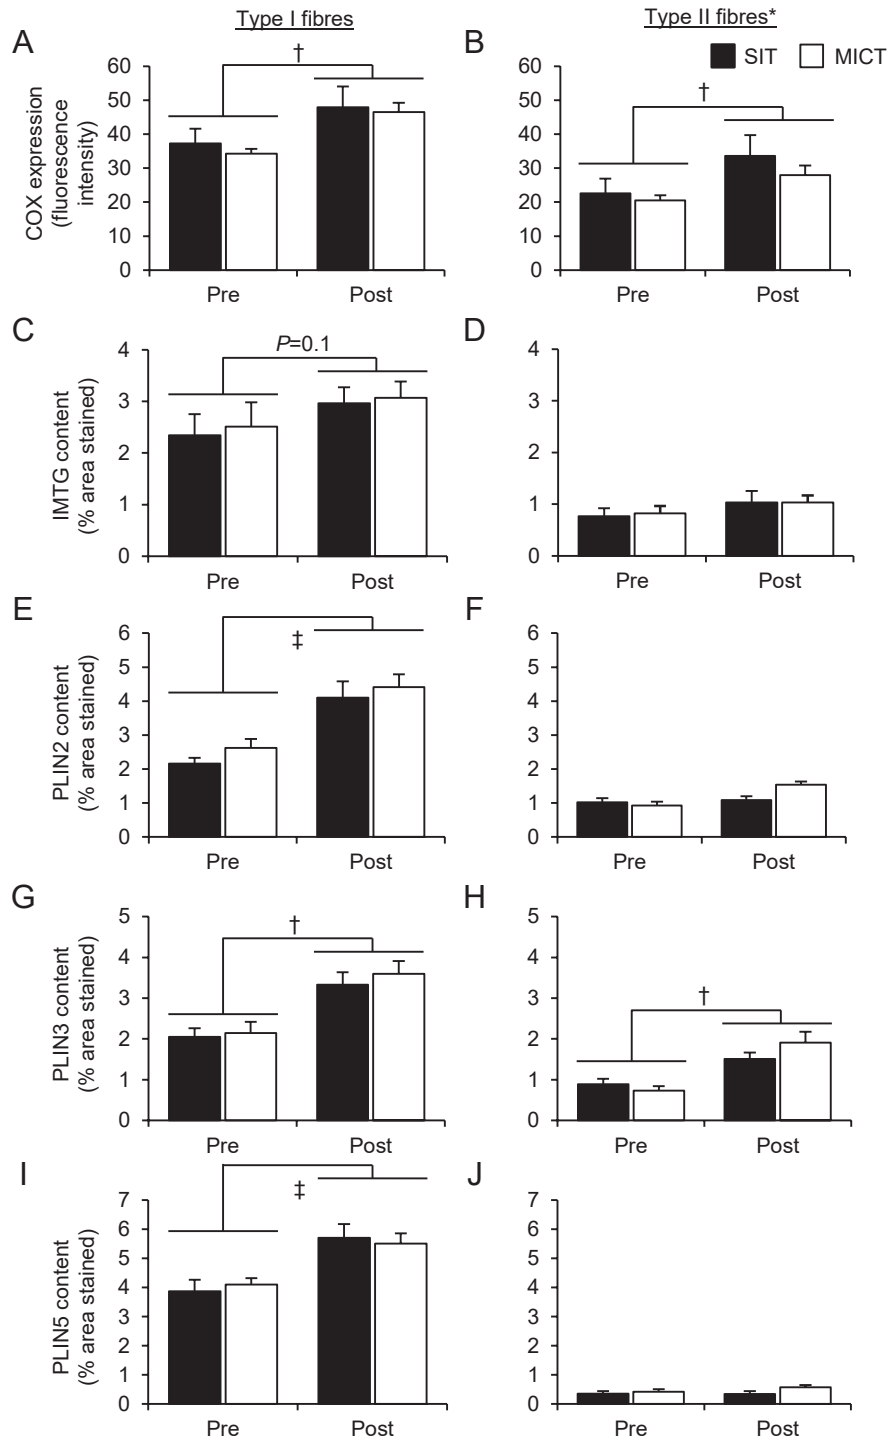 Type I fibres
Type II fibres*
A
B
SIT
MICT
COX expression
(fluorescence
intensity)
60
50
40
30
20
10
0
†
Pre
Post
60
50
40
30
20
10
0
†
Pre
Post
C
D
IMTG content
(% area stained)
4
3
2
1
0
P=0.1
Pre
Post
4
3
2
1
0
Pre
Post
E
F
PLIN2 content
(% area stained)
6
5
4
3
2
1
0
‡
Pre
Post
6
5
4
3
2
1
0
Pre
Post
G
H
PLIN3 content
(% area stained)
5
4
3
2
1
0
†
Pre
Post
5
4
3
2
1
0
†
Pre
Post
I
J
PLIN5 content
(% area stained)
7
6
5
4
3
2
1
0
‡
Pre
Post
7
6
5
4
3
2
1
0
Pre
Post